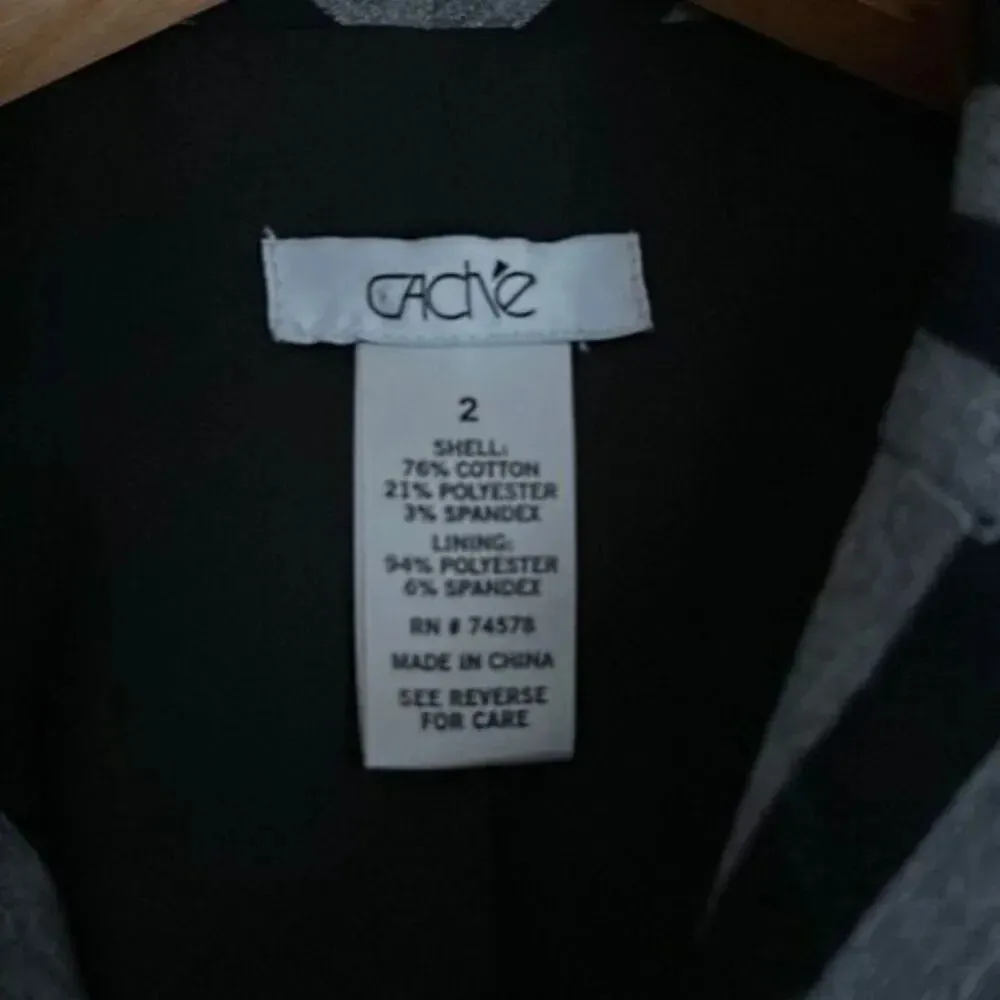 Caché
2
SHELL:
76% COTTON
21% POLYESTER
3% SPANDEX
LINING:
94% POLYESTER
6% SPANDEX
RN # 74578
MADE IN CHINA
SEE REVERSE
FOR CARE